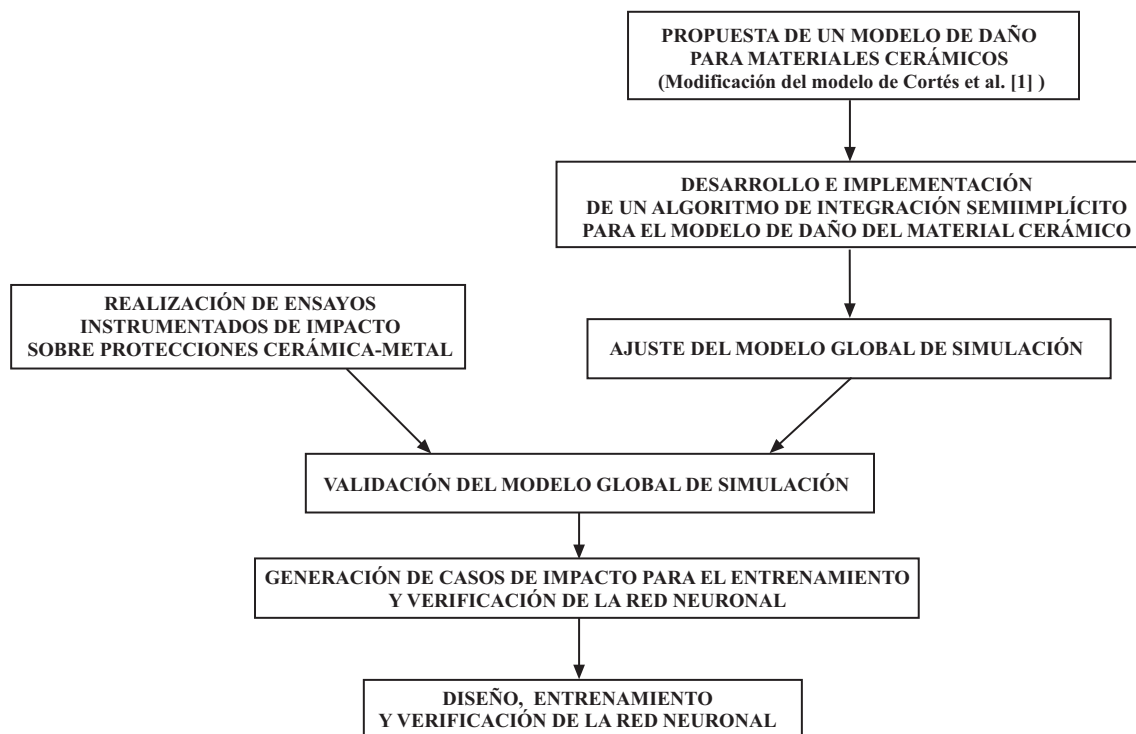 PROPUESTA DE UN MODELO DE DAÑO
PARA MATERIALES CERÁMICOS
(Modificación del modelo de Cortés et al. [1] )
DESARROLLO E IMPLEMENTACIÓN
DE UN ALGORITMO DE INTEGRACIÓN SEMIIMPLÍCITO
PARA EL MODELO DE DAÑO DEL MATERIAL CERÁMICO
REALIZACIÓN DE ENSAYOS
INSTRUMENTADOS DE IMPACTO
SOBRE PROTECCIONES CERÁMICA-METAL
AJUSTE DEL MODELO GLOBAL DE SIMULACIÓN
VALIDACIÓN DEL MODELO GLOBAL DE SIMULACIÓN
GENERACIÓN DE CASOS DE IMPACTO PARA EL ENTRENAMIENTO
Y VERIFICACIÓN DE LA RED NEURONAL
DISEÑO, ENTRENAMIENTO
Y VERIFICACIÓN DE LA RED NEURONAL